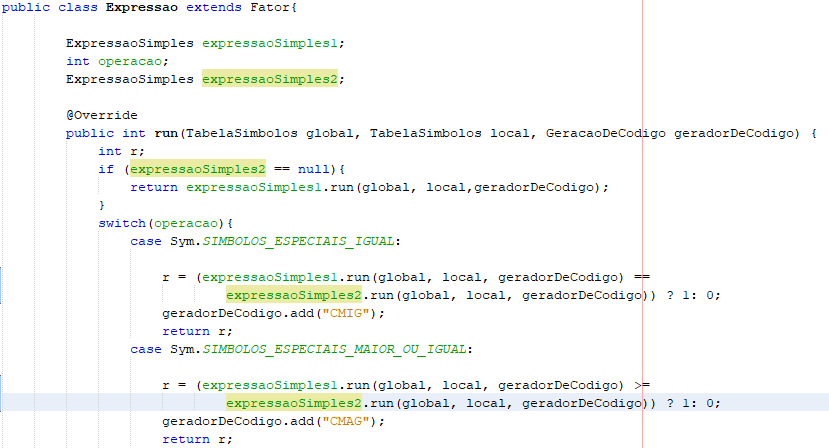 public class Expressao extends Fator{
ExpressaoSimples expressaoSimples1;
int operacao;
ExpressaoSimples expressaoSimples2;
@Override
public int run(TabelaSimbolos global, TabelaSimbolos local, GeracaoDeCodigo geradorDeCodigo) {
int r;
if (expressaoSimples2 == null){
return expressaoSimples1.run(global, local,geradorDeCodigo);
}
switch(operacao){
case Sym.SIMBOLOS_ESPECIAIS_IGUAL:
r = (expressaoSimples1.run(global, local, geradorDeCodigo) ==
expressaoSimples2.run(global, local, geradorDeCodigo)) ? 1: 0;
geradorDeCodigo.add("CMIG");
return r;
case Sym.SIMBOLOS_ESPECIAIS_MAIOR_OU_IGUAL:
r = (expressaoSimples1.run(global, local, geradorDeCodigo) >=
expressaoSimples2.run(global, local, geradorDeCodigo)) ? 1: 0;
geradorDeCodigo.add("CMAG");
return r;